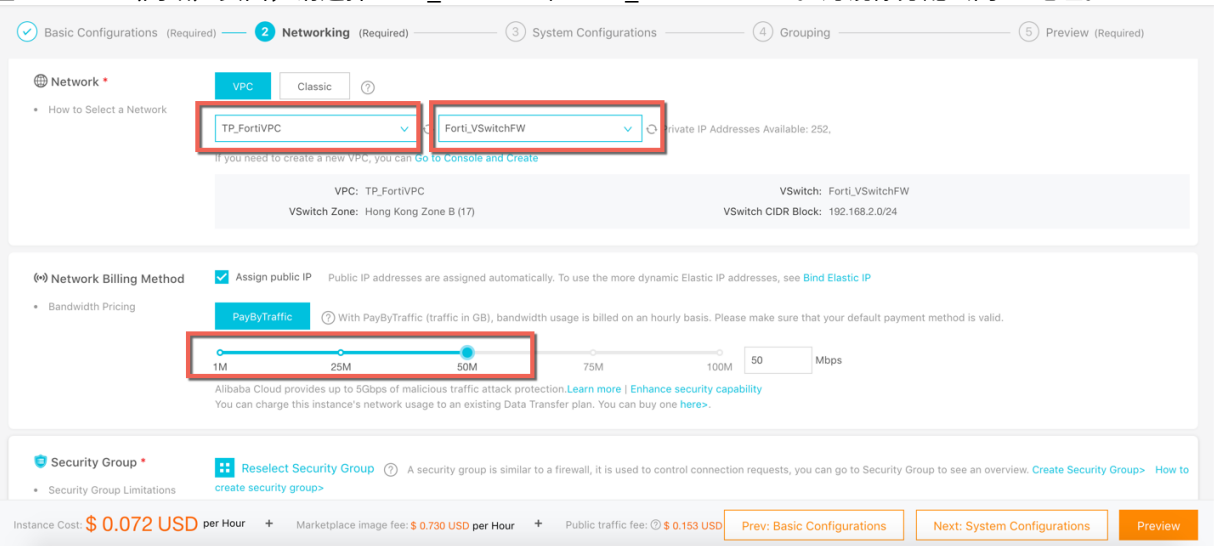 Basic Configurations (Required) 2 Networking (Required) 3 System Configurations 4 Grouping 5 Preview (Required)
Network *
VPC Classic ?
How to Select a Network
TP_FortiVPC Forti_VSwitchFW Private IP Addresses Available: 252,
If you need to create a new VPC, you can Go to Console and Create
VPC: TP_FortiVPC VSwitch: Forti_VSwitchFW
VSwitch Zone: Hong Kong Zone B (17) VSwitch CIDR Block: 192.168.2.0/24
Network Billing Method
Assign public IP Public IP addresses are assigned automatically. To use the more dynamic Elastic IP addresses, see Bind Elastic IP
Bandwidth Pricing
PayByTraffic ? With PayByTraffic (traffic in GB), bandwidth usage is billed on an hourly basis. Please make sure that your default payment method is valid.
1M 25M 50M 75M 100M 50 Mbps
Alibaba Cloud provides up to 5Gbps of malicious traffic attack protection.Learn more | Enhance security capability
You can charge this instance's network usage to an existing Data Transfer plan. You can buy one here>.
Security Group *
Reselect Security Group ? A security group is similar to a firewall, it is used to control connection requests, you can go to Security Group to see an overview. Create Security Group> How to
create security group>
Security Group Limitations
Instance Cost: $ 0.072 USD per Hour + Marketplace image fee: $ 0.730 USD per Hour + Public traffic fee: ? $ 0.153 USD
Prev: Basic Configurations Next: System Configurations Preview